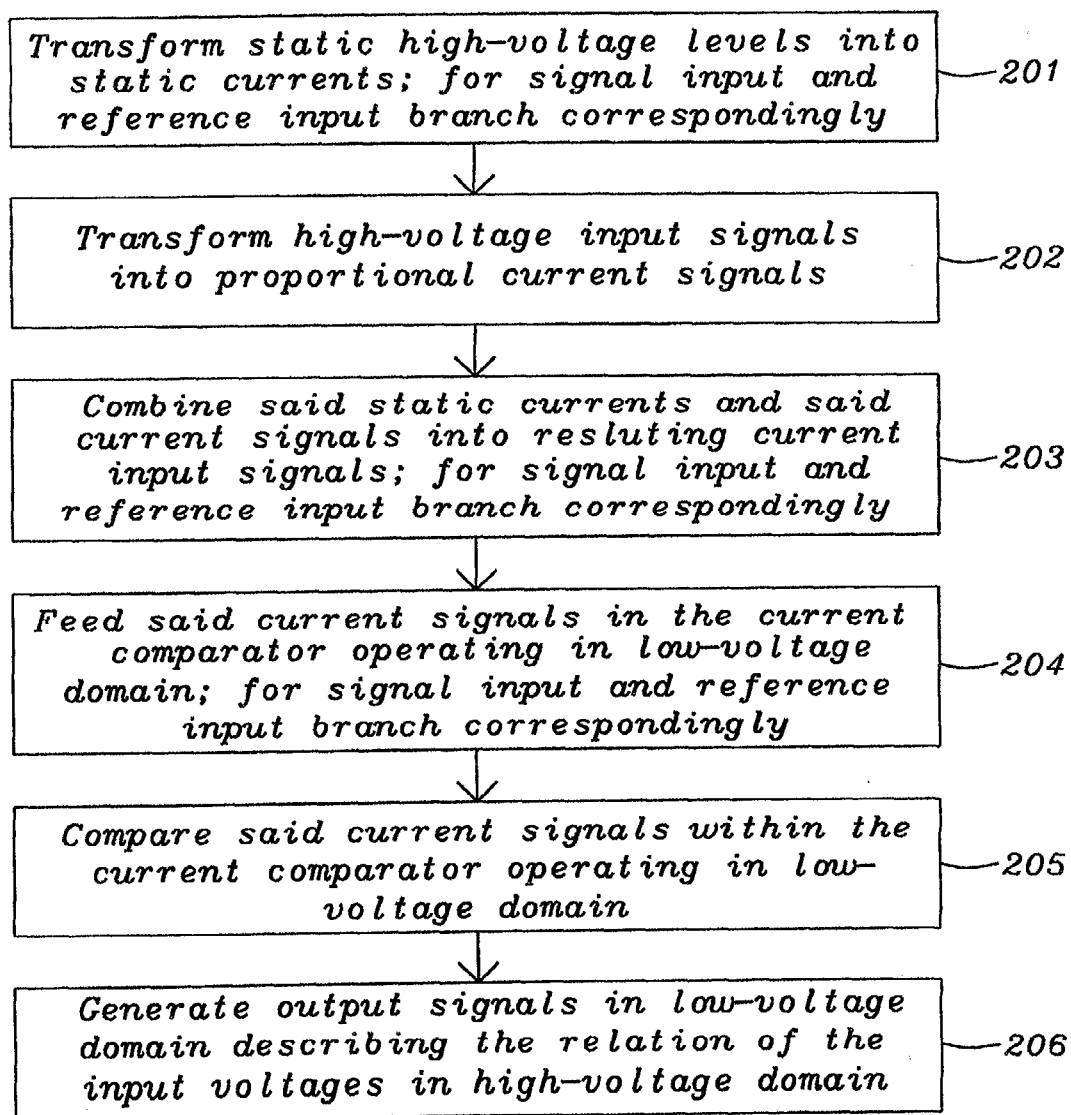 Transform static high-voltage levels into
static currents; for signal input and
reference input branch correspondingly
201
Transform high-voltage input signals
into proportional current signals
202
Combine said static currents and said
current signals into resluting current
input signals; for signal input and
reference input branch correspondingly
203
Feed said current signals in the current
comparator operating in low-voltage
domain; for signal input and reference
input branch correspondingly
204
Compare said current signals within the
current comparator operating in low-
voltage domain
205
Generate output signals in low-voltage
domain describing the relation of the
input voltages in high-voltage domain
206